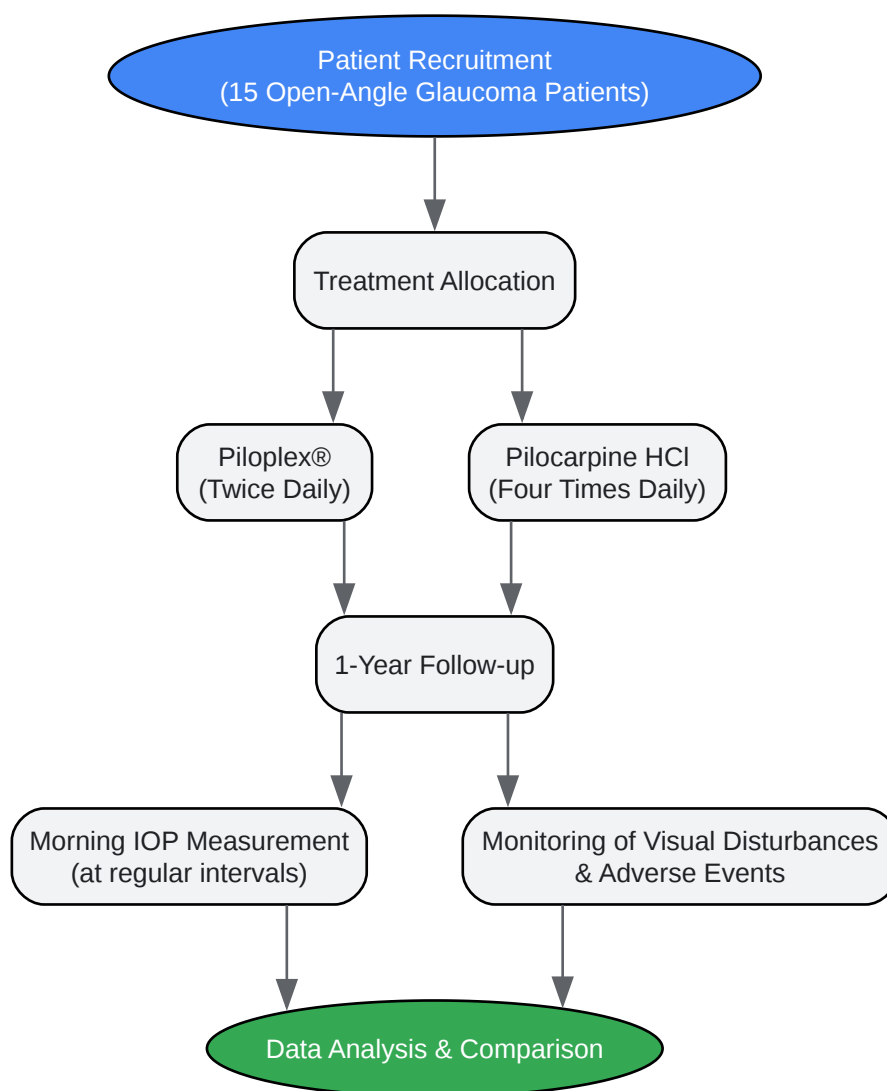 Patient Recruitment
(15 Open-Angle Glaucoma Patients)
Treatment Allocation
Piloplex®
(Twice Daily)
Pilocarpine HCl
(Four Times Daily)
1-Year Follow-up
Morning IOP Measurement
(at regular intervals)
Monitoring of Visual Disturbances
& Adverse Events
Data Analysis & Comparison